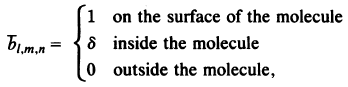 1 on the surface of the molecule
b̅l,m,n = { δ inside the molecule
0 outside the molecule,